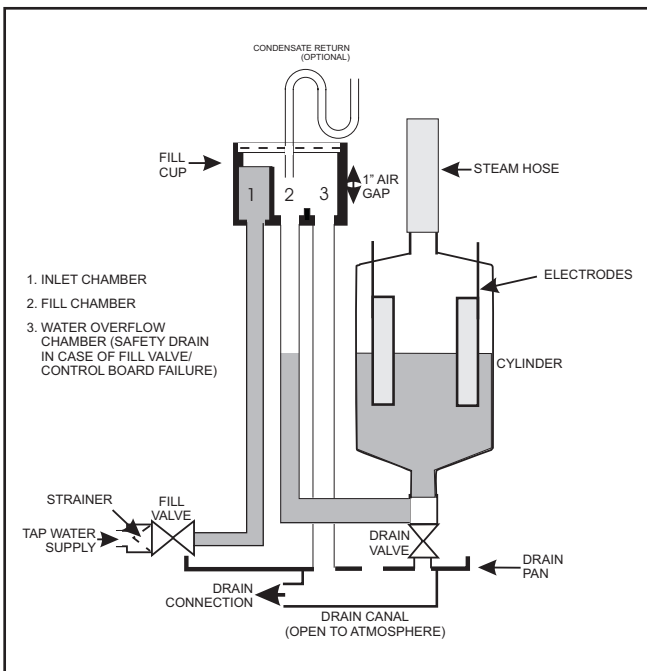 CONDENSATE RETURN
(OPTIONAL)
FILL
CUP
1
2
3
1" AIR
GAP
STEAM HOSE
ELECTRODES
1. INLET CHAMBER
2. FILL CHAMBER
3. WATER OVERFLOW
CHAMBER (SAFETY DRAIN
IN CASE OF FILL VALVE/
CONTROL BOARD FAILURE)
CYLINDER
STRAINER
FILL
VALVE
TAP WATER
SUPPLY
DRAIN
VALVE
DRAIN
PAN
DRAIN
CONNECTION
DRAIN CANAL
(OPEN TO ATMOSPHERE)